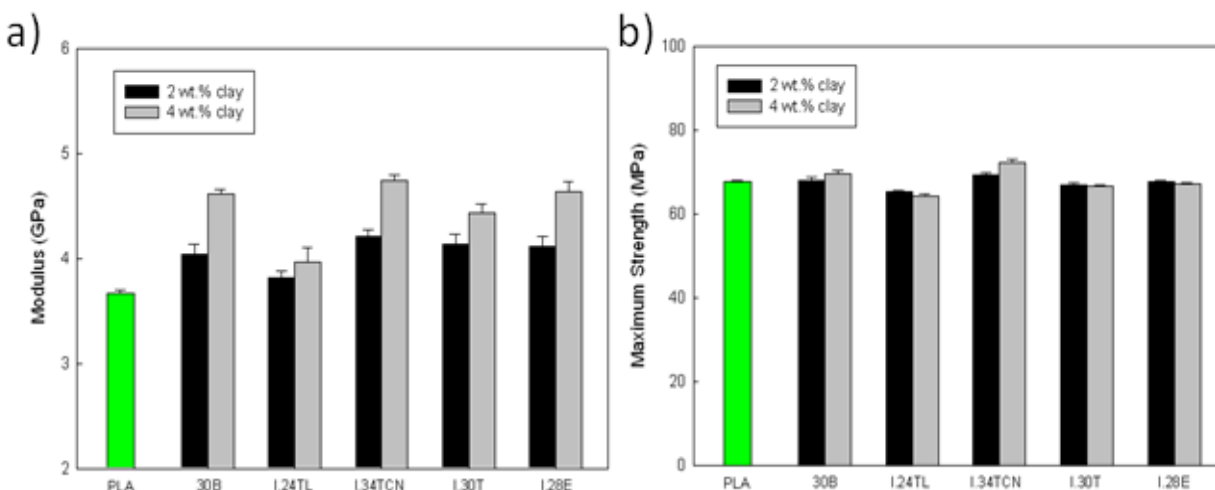 a)
6
5
4
3
2
Modulus (GPa)
2 wt.% clay
4 wt.% clay
PLA 30B I.24TL I.34TCN I.30T I.28E
b)
100
80
60
40
20
0
Maximum Strength (MPa)
2 wt.% clay
4 wt.% clay
PLA 30B I.24TL I.34TCN I.30T I.28E